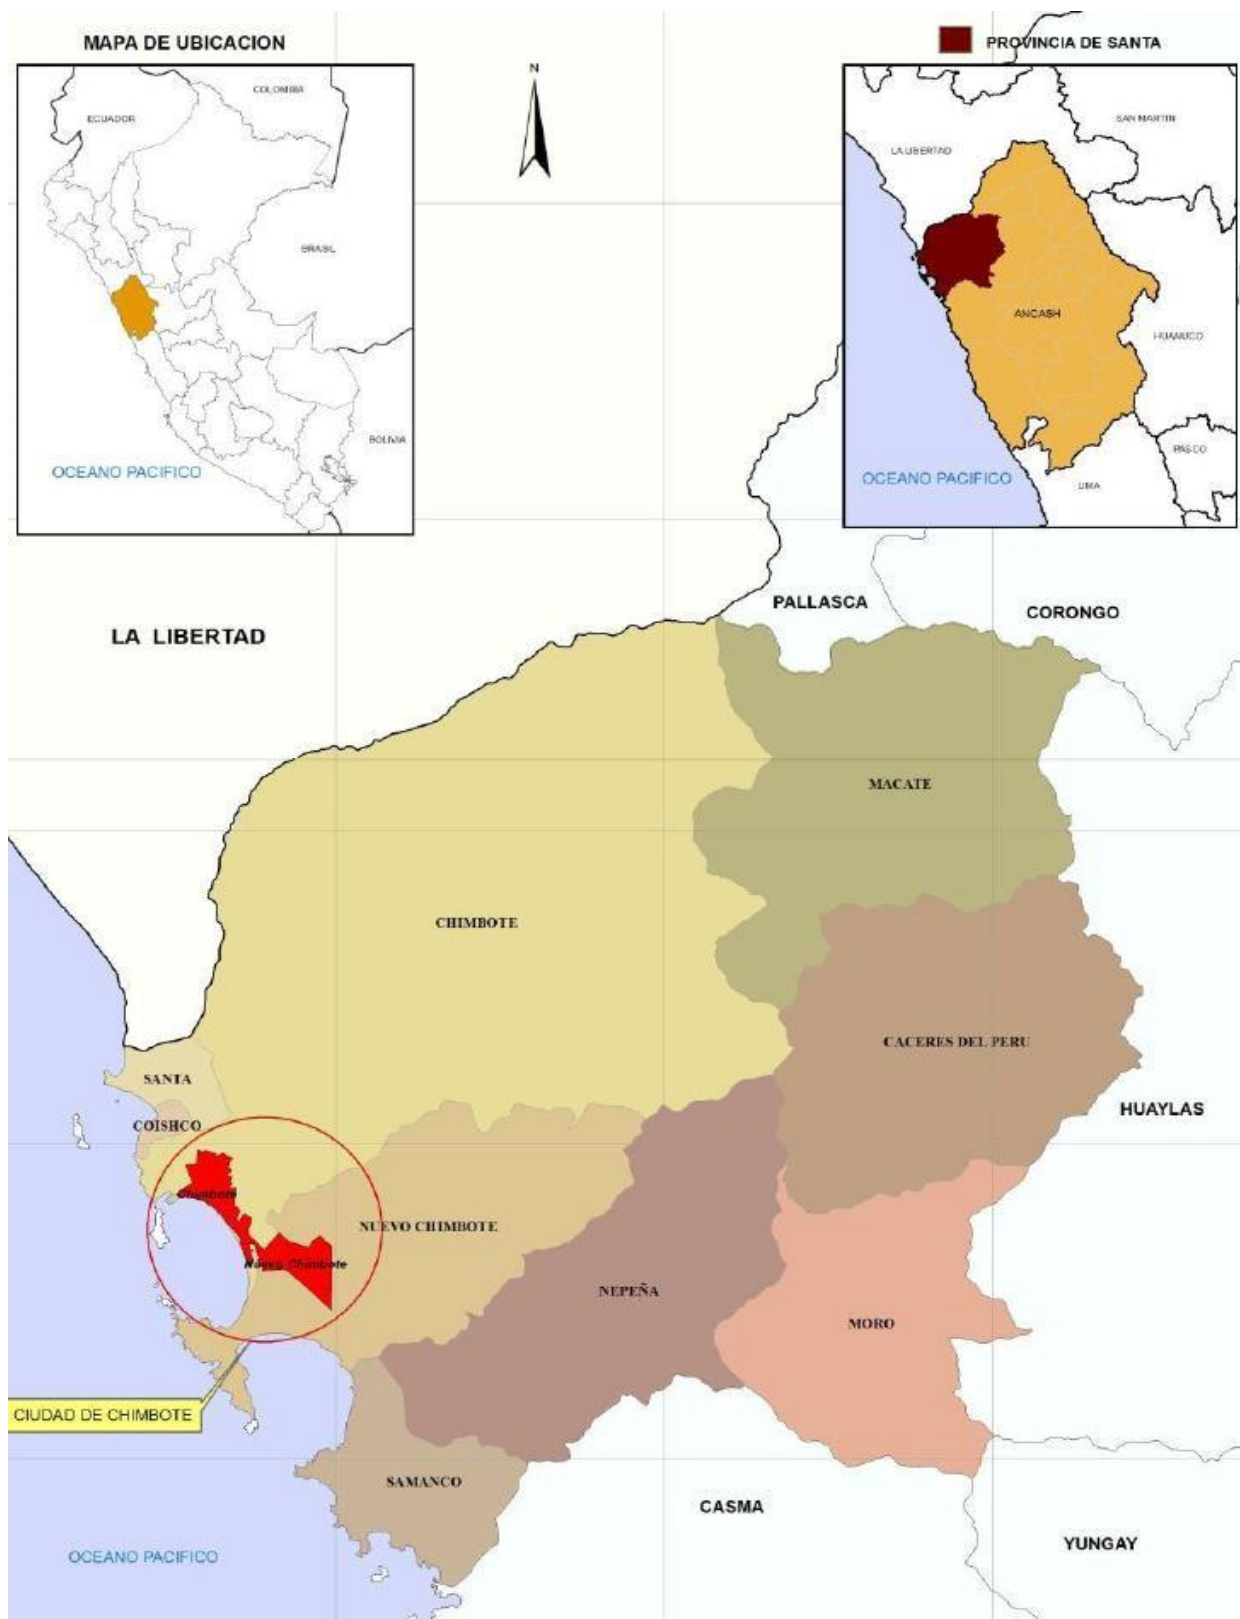 MAPA DE UBICACION
PROVINCIA DE SANTA
N
COLOMBIA
ECUADOR
BRASIL
BOLIVIA
OCEANO PACIFICO
SAN MARTIN
LA LIBERTAD
ANCASH
HUANUCO
PASCO
LIMA
OCEANO PACIFICO
PALLASCA
CORONGO
LA LIBERTAD
MACATE
CHIMBOTE
CACERES DEL PERU
SANTA
HUAYLAS
COISHCO
Chimbote
NUEVO CHIMBOTE
Nuevo Chimbote
NEPEÑA
MORO
CIUDAD DE CHIMBOTE
SAMANCO
CASMA
YUNGAY
OCEANO PACIFICO